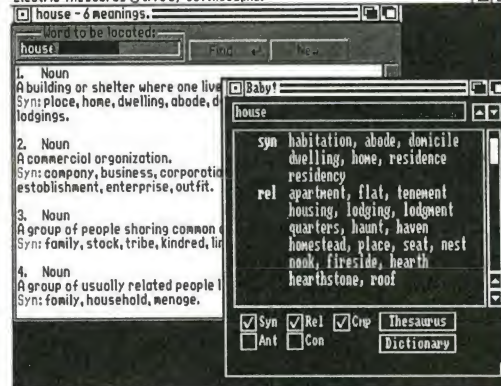 house - 6 meanings.
Word to be located:
house
Find
New
1. Noun
A building or shelter where one live
Syn: place, home, dwelling, abode, d
lodgings.
2. Noun
A commercial organization.
Syn: company, business, corporatio
establishment, enterprise, outfit.
3. Noun
A group of people sharing common
Syn: family, stock, tribe, kindred, lin
4. Noun
A group of usually related people l
Syn: family, household, menage.
Baby!
house
syn habitation, abode, domicile
dwelling, home, residence
residency
rel apartment, flat, tenement
housing, lodging, lodgment
quarters, haunt, haven
homestead, place, seat, nest
nook, fireside, hearth
hearthstone, roof
Syn Rel Cmp Thesaurus
Ant Con Dictionary